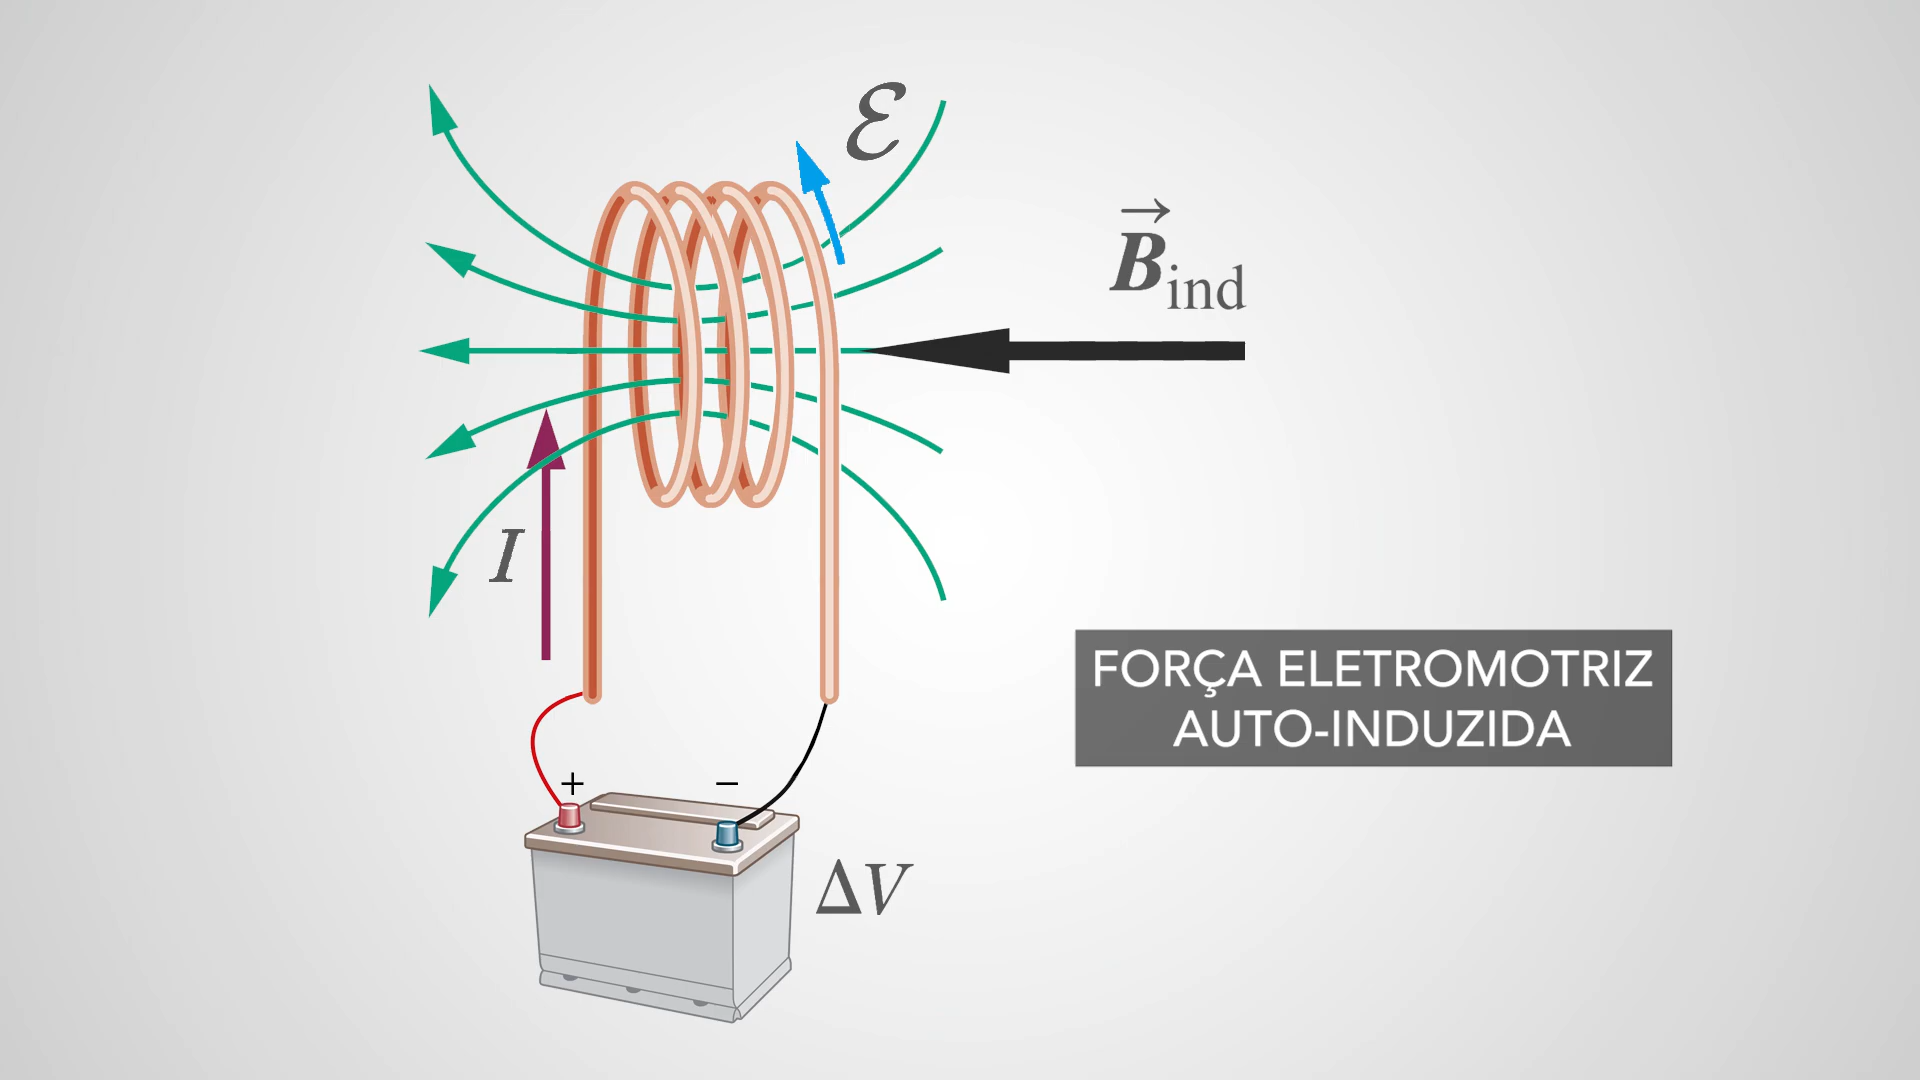 ℰ
B⃗ind
I
FORÇA ELETROMOTRIZ
AUTO-INDUZIDA
+ −
ΔV